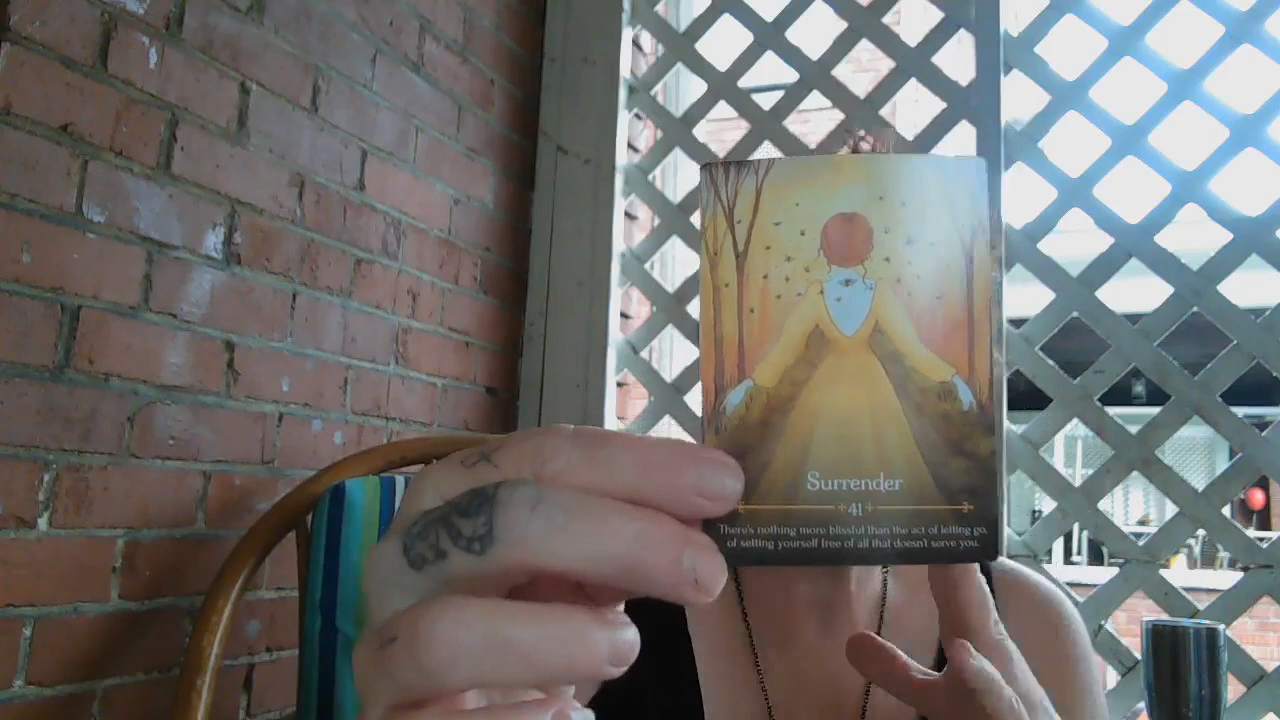 Surrender
41
There's nothing more blissful than the act of letting go,
of setting yourself free of all that doesn't serve you.